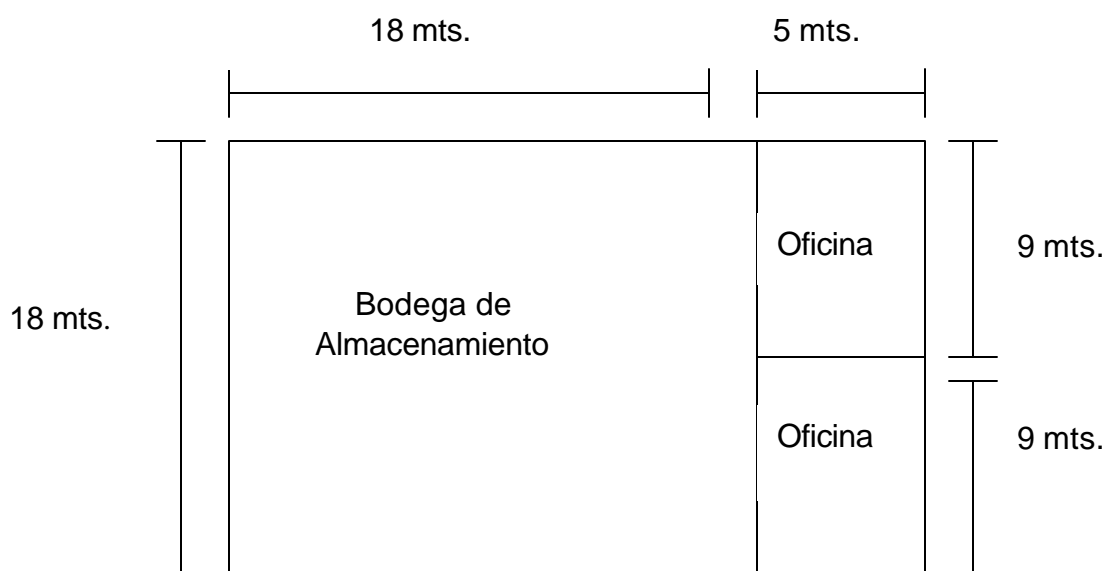 18 mts.
5 mts.
Oficina
9 mts.
18 mts.
Bodega de
Almacenamiento
Oficina
9 mts.